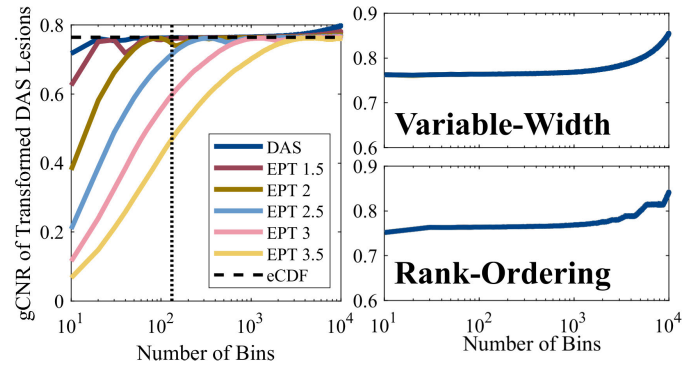 gCNR of Transformed DAS Lesions
0.8
0.6
0.4
0.2
0
DAS
EPT 1.5
EPT 2
EPT 2.5
EPT 3
EPT 3.5
eCDF
10^1 10^2 10^3 10^4
Number of Bins
0.9
0.8
0.7
0.6
Variable-Width
0.9
0.8
0.7
0.6
Rank-Ordering
10^1 10^2 10^3 10^4
Number of Bins